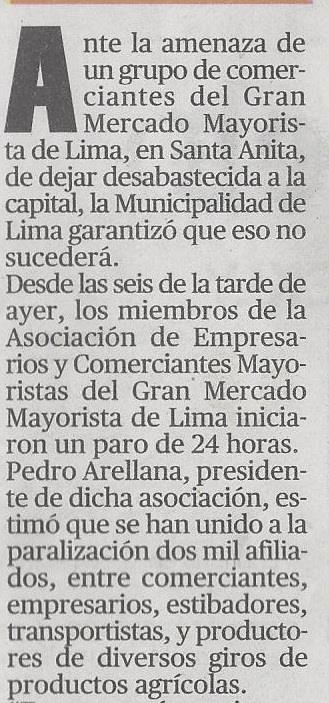 Ante la amenaza de
un grupo de comer-
ciantes del Gran
Mercado Mayoris-
ta de Lima, en Santa Anita,
de dejar desabastecida a la
capital, la Municipalidad de
Lima garantizó que eso no
sucederá.
Desde las seis de la tarde de
ayer, los miembros de la
Asociación de Empresa-
rios y Comerciantes Mayo-
ristas del Gran Mercado
Mayorista de Lima inicia-
ron un paro de 24 horas.
Pedro Arellana, presiden-
te de dicha asociación, es-
timó que se han unido a la
paralización dos mil afilia-
dos, entre comerciantes,
empresarios, estibadores,
transportistas, y producto-
res de diversos giros de
productos agrícolas.